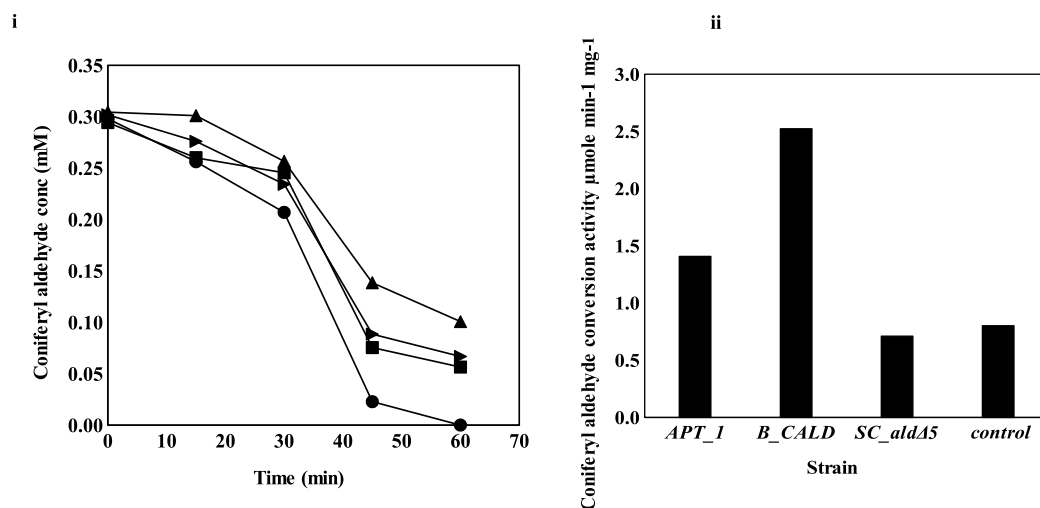 i
ii
0.35
0.30
0.25
0.20
0.15
0.10
0.05
0.00
0 10 20 30 40 50 60 70
Coniferyl aldehyde conc (mM)
Time (min)
Coniferyl aldehyde conversion activity µmole min-1 mg-1
3.0
2.5
2.0
1.5
1.0
0.5
0.0
APT_1 B_CALD SC_aldΔ5 control
Strain